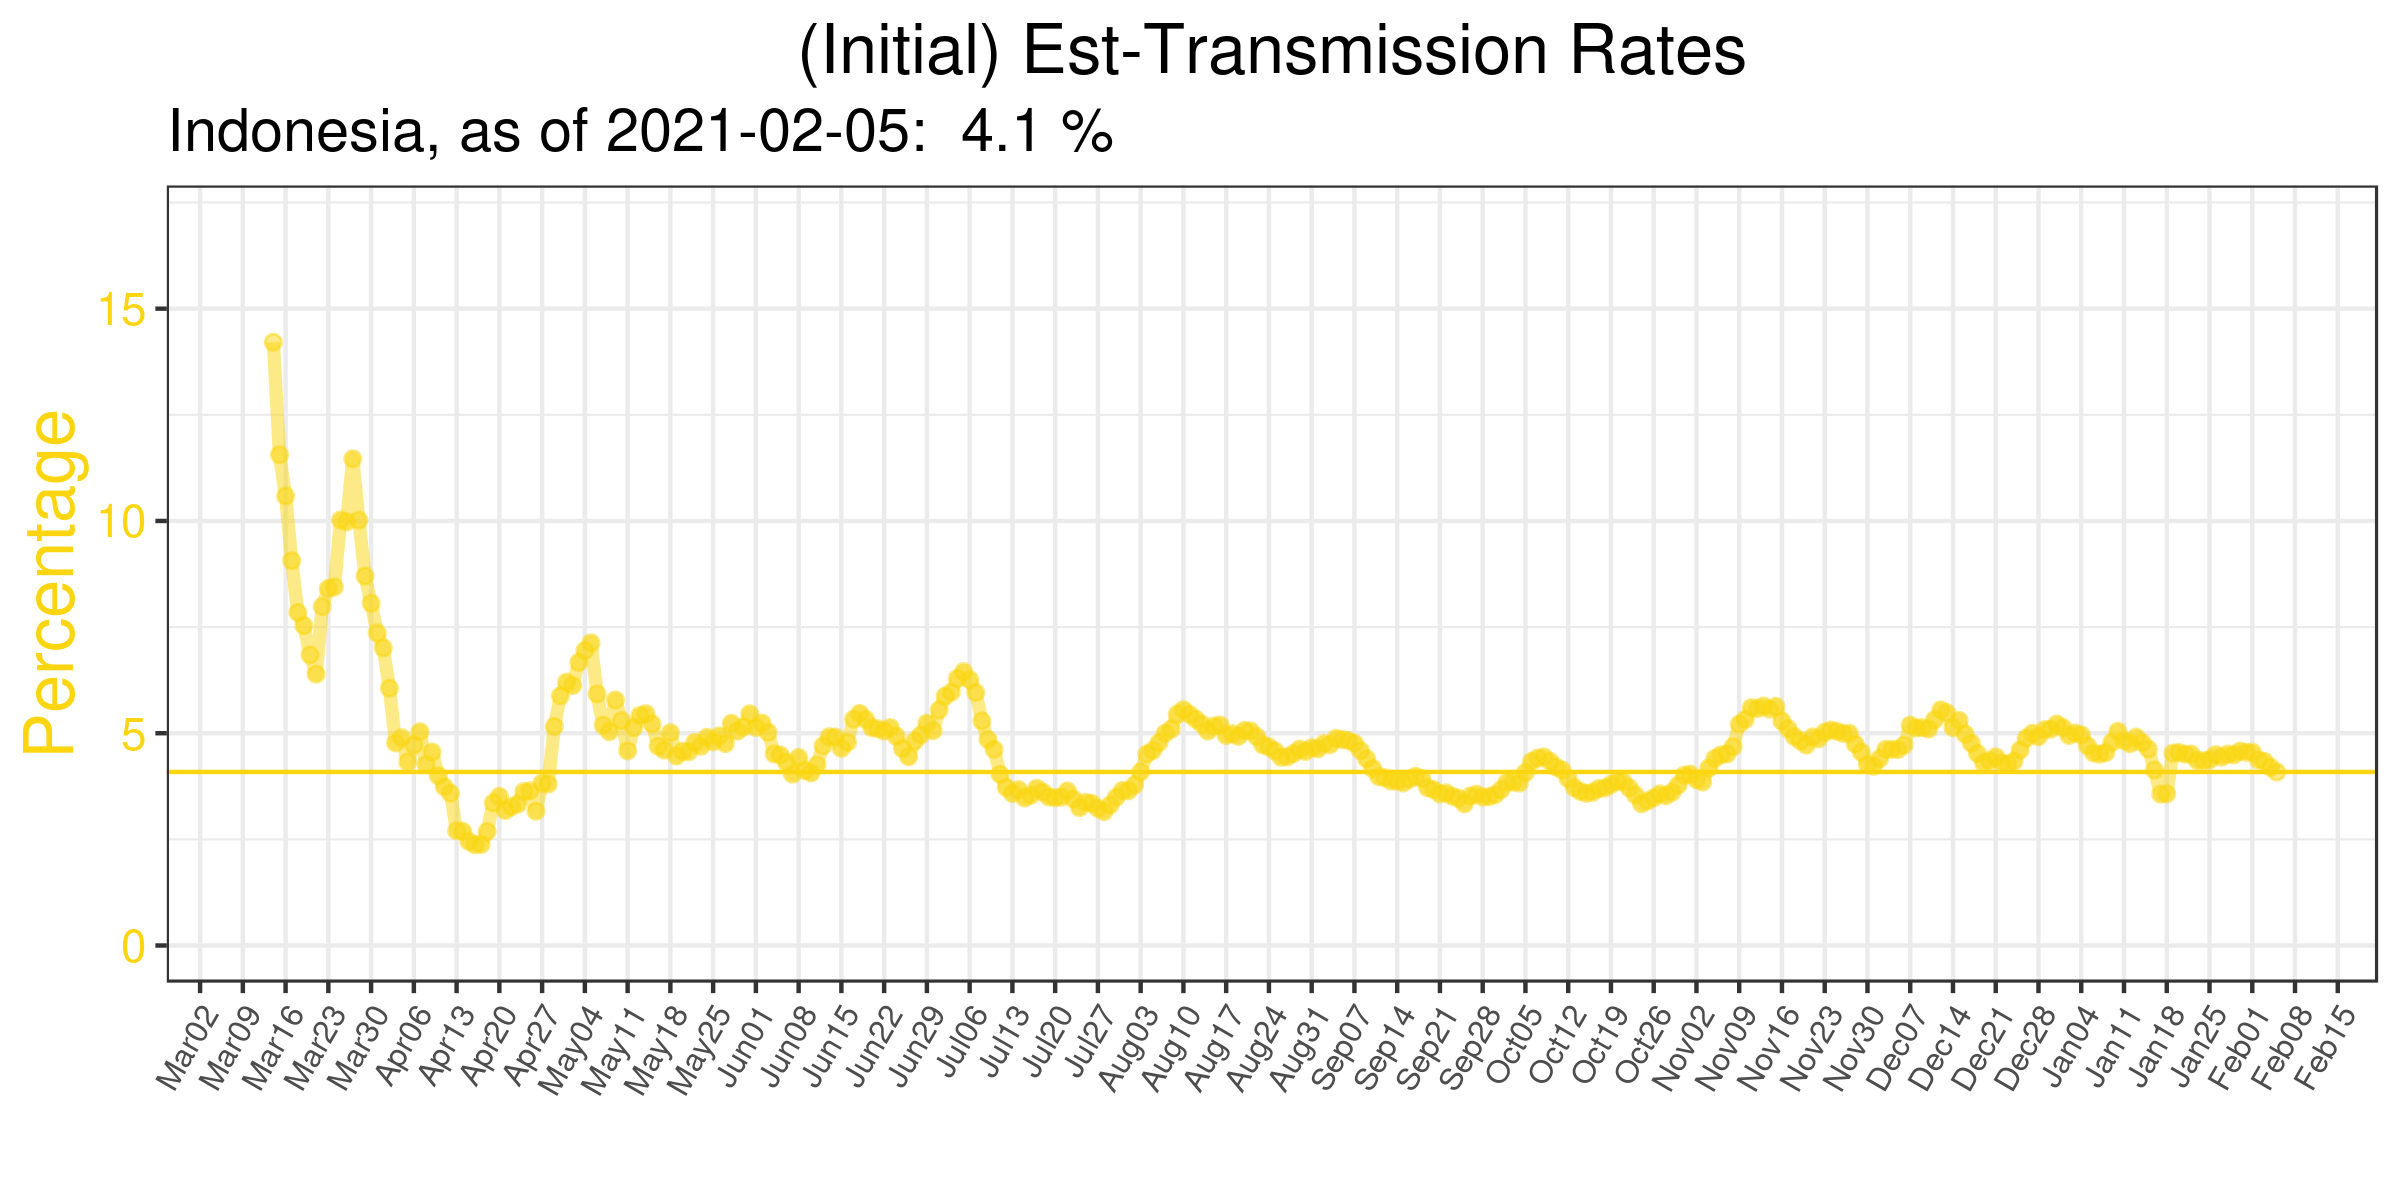 (Initial) Est-Transmission Rates
Indonesia, as of 2021-02-05:  4.1 %
Percentage
15
10
5
0
Mar02
Mar09
Mar16
Mar23
Mar30
Apr06
Apr13
Apr20
Apr27
May04
May11
May18
May25
Jun01
Jun08
Jun15
Jun22
Jun29
Jul06
Jul13
Jul20
Jul27
Aug03
Aug10
Aug17
Aug24
Aug31
Sep07
Sep14
Sep21
Sep28
Oct05
Oct12
Oct19
Oct26
Nov02
Nov09
Nov16
Nov23
Nov30
Dec07
Dec14
Dec21
Dec28
Jan04
Jan11
Jan18
Jan25
Feb01
Feb08
Feb15